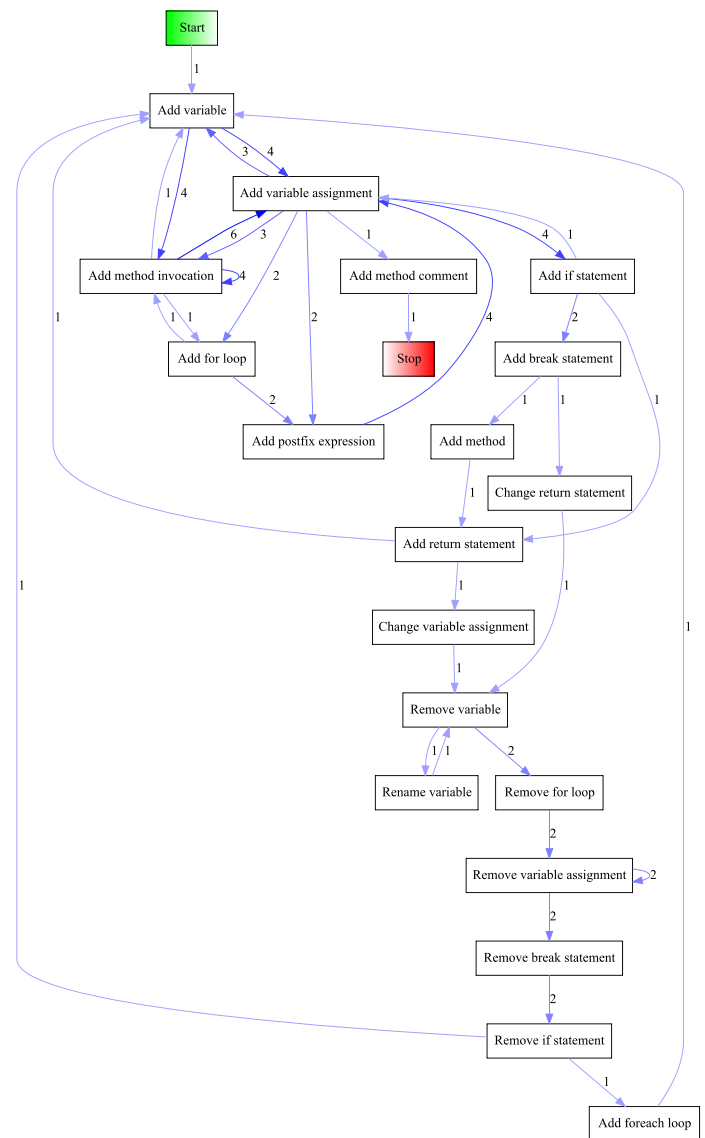 Start
1
Add variable
3
4
1
4
Add variable assignment
6
3
1
4
1
Add method invocation
4
2
Add method comment
Add if statement
1
1
1
2
4
1
2
1
Add for loop
Stop
Add break statement
2
1
1
Add method
Add postfix expression
1
Change return statement
Add return statement
1
1
1
1
Change variable assignment
1
Remove variable
1
1
2
Rename variable
Remove for loop
2
Remove variable assignment
2
2
Remove break statement
2
Remove if statement
1
Add foreach loop